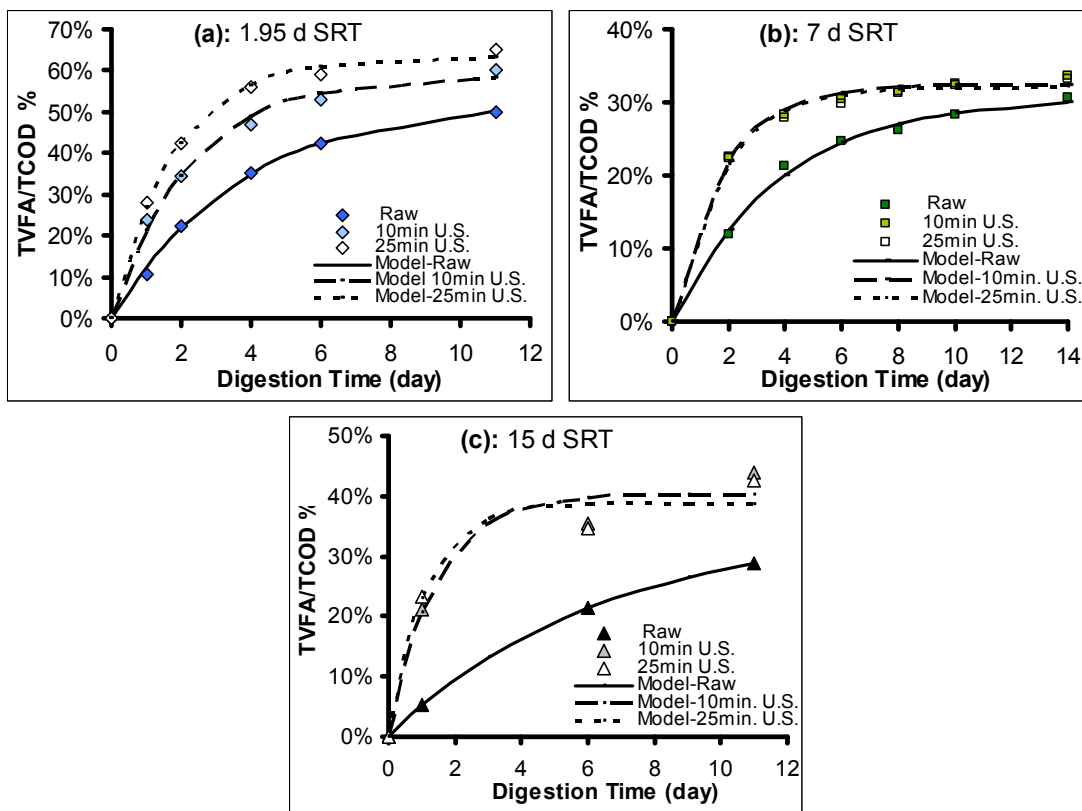 (a): 1.95 d SRT
TVFA/TCOD %
70%
60%
50%
40%
30%
20%
10%
0%
Raw
10min U.S.
25min U.S.
Model-Raw
Model 10min U.S.
Model-25min U.S.
0 2 4 6 8 10 12
Digestion Time (day)
(b): 7 d SRT
TVFA/TCOD %
40%
30%
20%
10%
0%
Raw
10min U.S.
25min U.S.
Model-Raw
Model-10min. U.S
Model-25min. U.S
0 2 4 6 8 10 12 14
Digestion Time (day)
(c): 15 d SRT
TVFA/TCOD %
50%
40%
30%
20%
10%
0%
Raw
10min U.S.
25min U.S.
Model-Raw
Model-10min. U.S.
Model-25min. U.S.
0 2 4 6 8 10 12
Digestion Time (day)